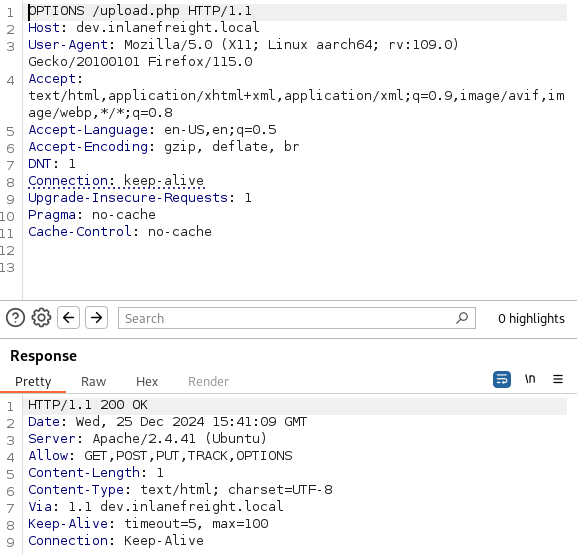 1 OPTIONS /upload.php HTTP/1.1
2 Host: dev.inlanefreight.local
3 User-Agent: Mozilla/5.0 (X11; Linux aarch64; rv:109.0)
Gecko/20100101 Firefox/115.0
4 Accept:
text/html,application/xhtml+xml,application/xml;q=0.9,image/avif,im
age/webp,*/*;q=0.8
5 Accept-Language: en-US,en;q=0.5
6 Accept-Encoding: gzip, deflate, br
7 DNT: 1
8 Connection: keep-alive
9 Upgrade-Insecure-Requests: 1
10 Pragma: no-cache
11 Cache-Control: no-cache
12
13
Search 0 highlights
Response
Pretty Raw Hex Render \n
1 HTTP/1.1 200 OK
2 Date: Wed, 25 Dec 2024 15:41:09 GMT
3 Server: Apache/2.4.41 (Ubuntu)
4 Allow: GET,POST,PUT,TRACK,OPTIONS
5 Content-Length: 1
6 Content-Type: text/html; charset=UTF-8
7 Via: 1.1 dev.inlanefreight.local
8 Keep-Alive: timeout=5, max=100
9 Connection: Keep-Alive